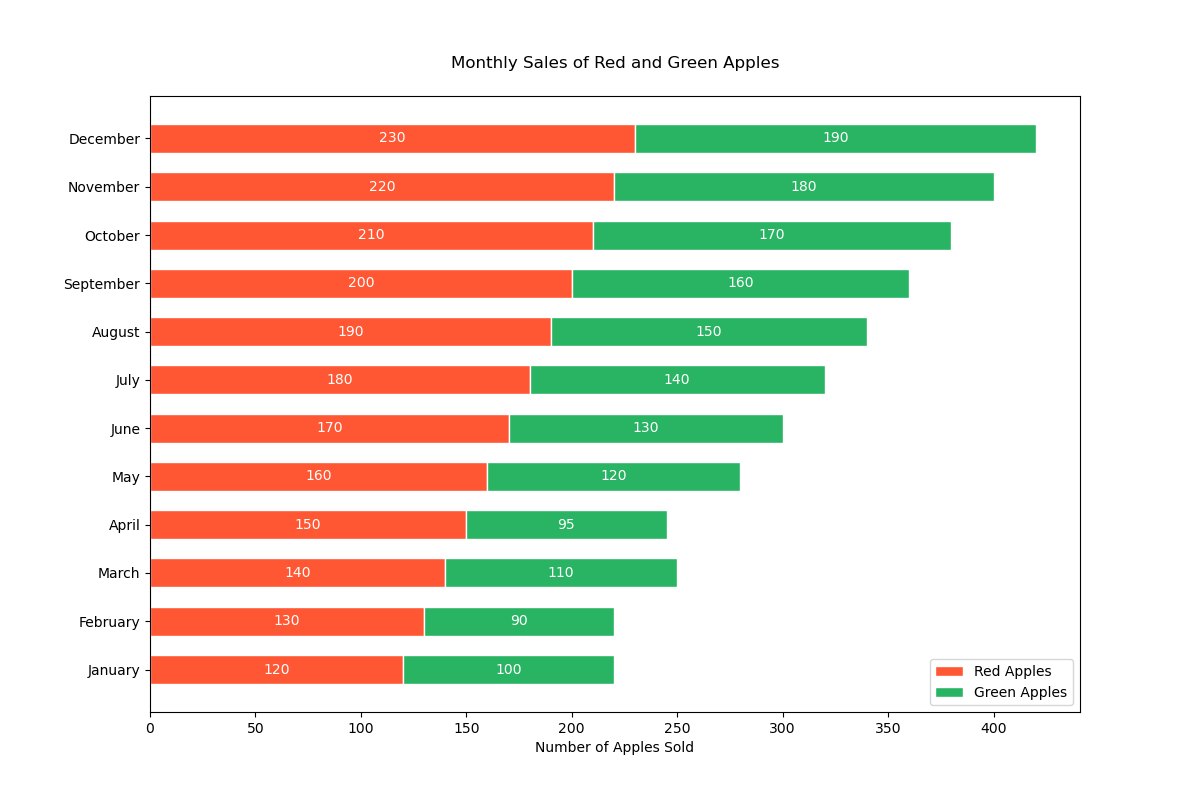 Monthly Sales of Red and Green Apples
December 230 190
November 220 180
October 210 170
September 200 160
August 190 150
July 180 140
June 170 130
May 160 120
April 150 95
March 140 110
February 130 90
January 120 100
Red Apples
Green Apples
0 50 100 150 200 250 300 350 400
Number of Apples Sold